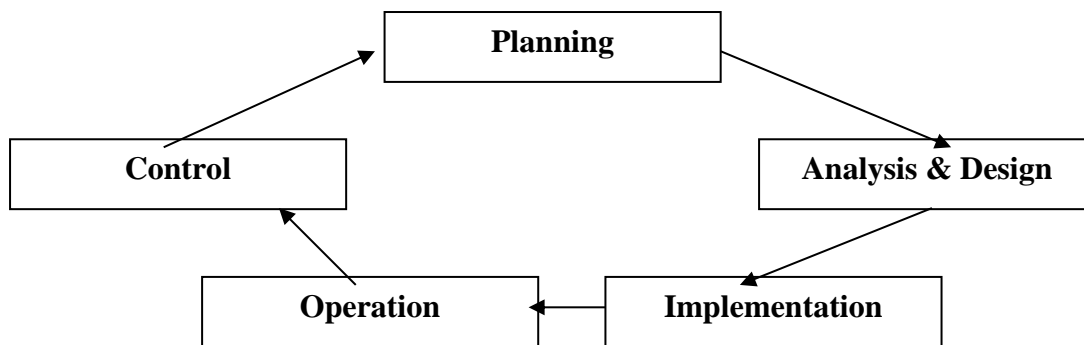 Planning
Control
Analysis & Design
Operation
Implementation